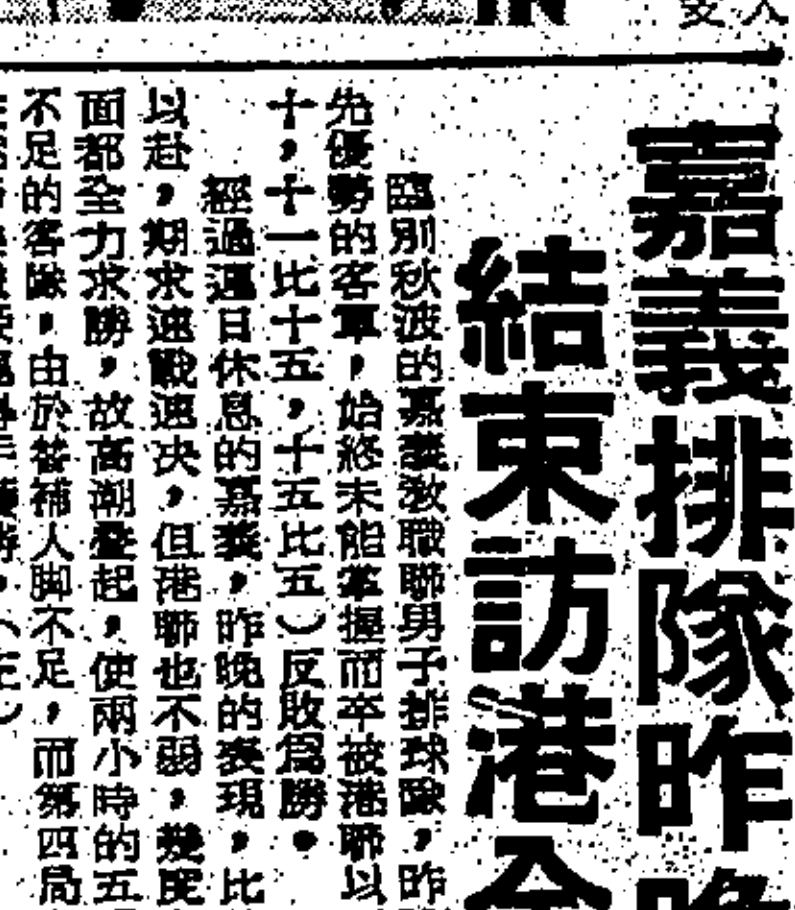 嘉義排隊昨晚
結束訪港
臨別秋波的嘉義教職聯男子排球隊，昨
先優勢的客軍，始終未能掌握而卒被港聯以
十，十一比十五，十五比五）反敗爲勝。
經過週日休息的嘉義，昨晚的表現，比
以赴，期求速戰速决，但港聯也不弱，幾度
面都全力求勝，故高潮疊起，使兩小時的五
不足的客隊，由於替補人脚不足，而第四局